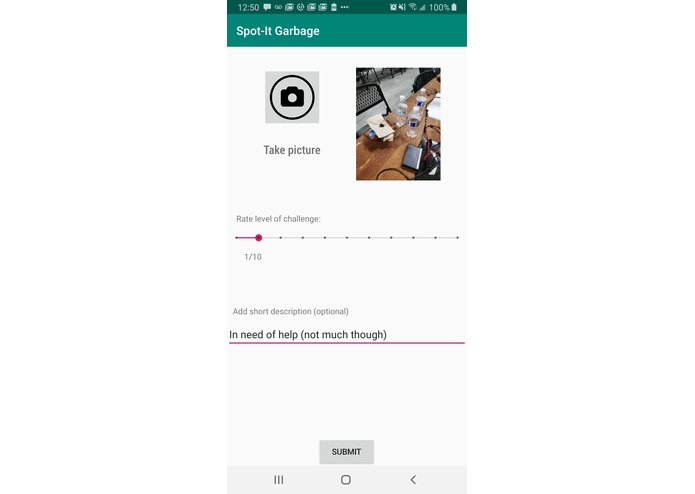 12:50
100%
Spot-It Garbage
Take picture
Rate level of challenge:
1/10
Add short description (optional)
In need of help (not much though)
SUBMIT